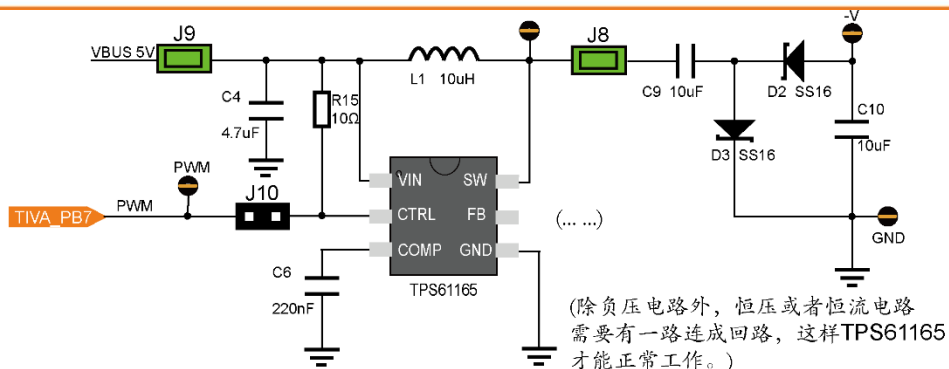 J9
J8
-V
VBUS 5V
L1 10uH
C9 10uF
D2 SS16
C4
4.7uF
R15
10Ω
C10
10uF
D3 SS16
PWM
J10
VIN
SW
TIVA_PB7
PWM
CTRL
FB
(... ...)
GND
COMP
GND
C6
220nF
TPS61165
(除负压电路外，恒压或者恒流电路
需要有一路连成回路，这样TPS61165
才能正常工作。)